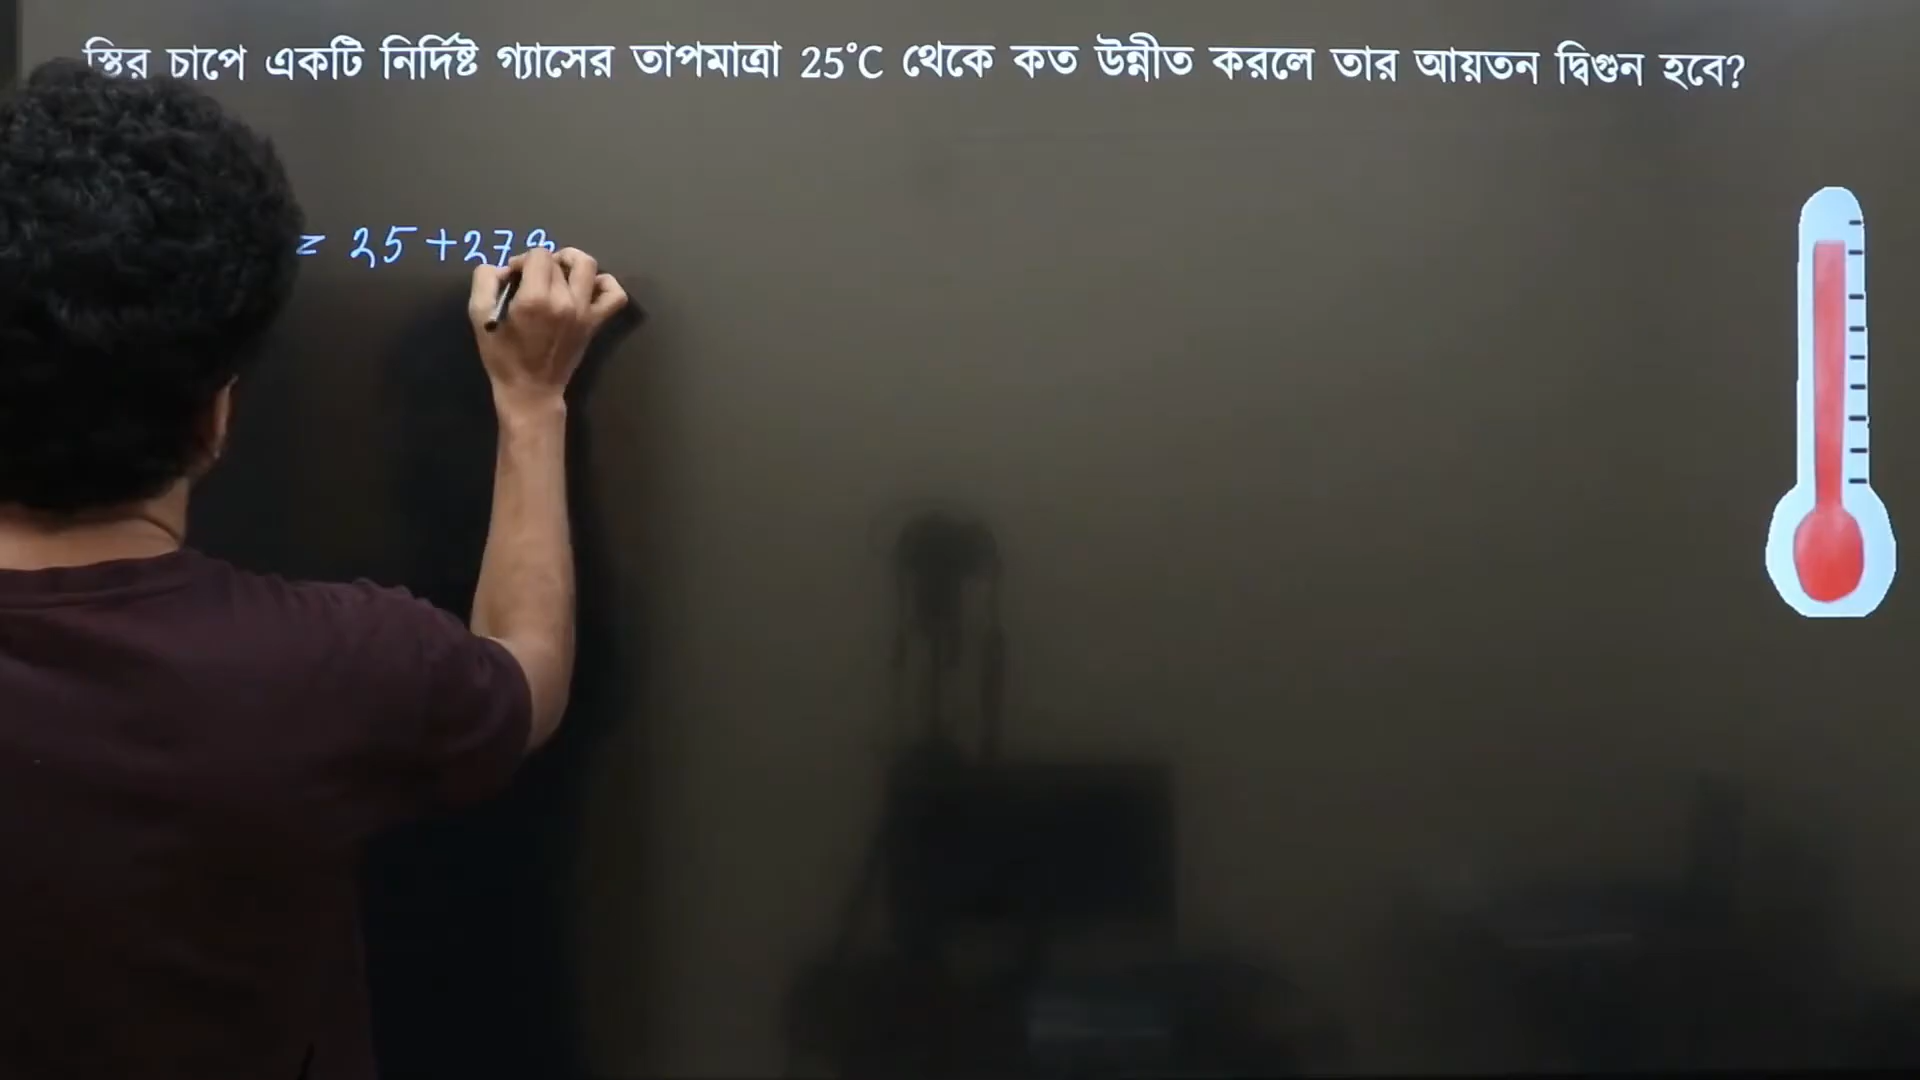 স্থির চাপে একটি নির্দিষ্ট গ্যাসের তাপমাত্রা 25°C থেকে কত উন্নীত করলে তার আয়তন দ্বিগুন হবে?
= 25 + 273